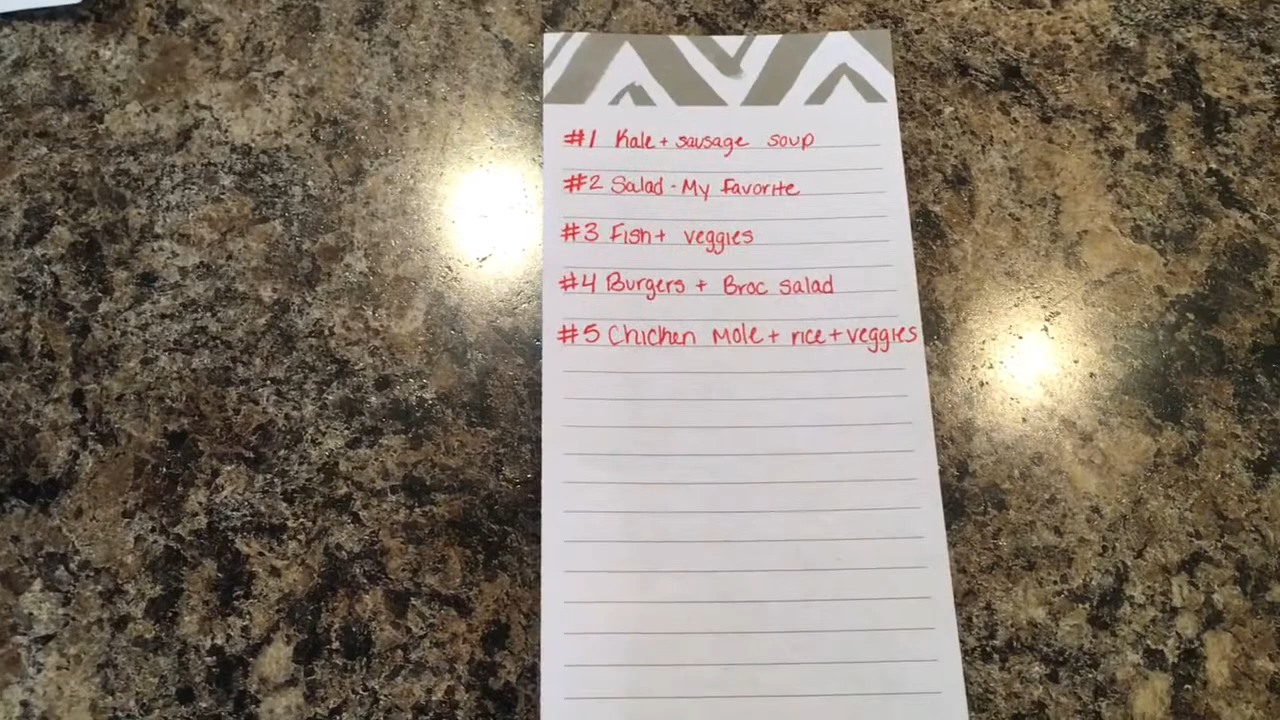 #1 Kale + sausage soup
#2 Salad - My favorite
#3 Fish + veggies
#4 Burgers + Broc salad
#5 Chicken Mole + rice + veggies